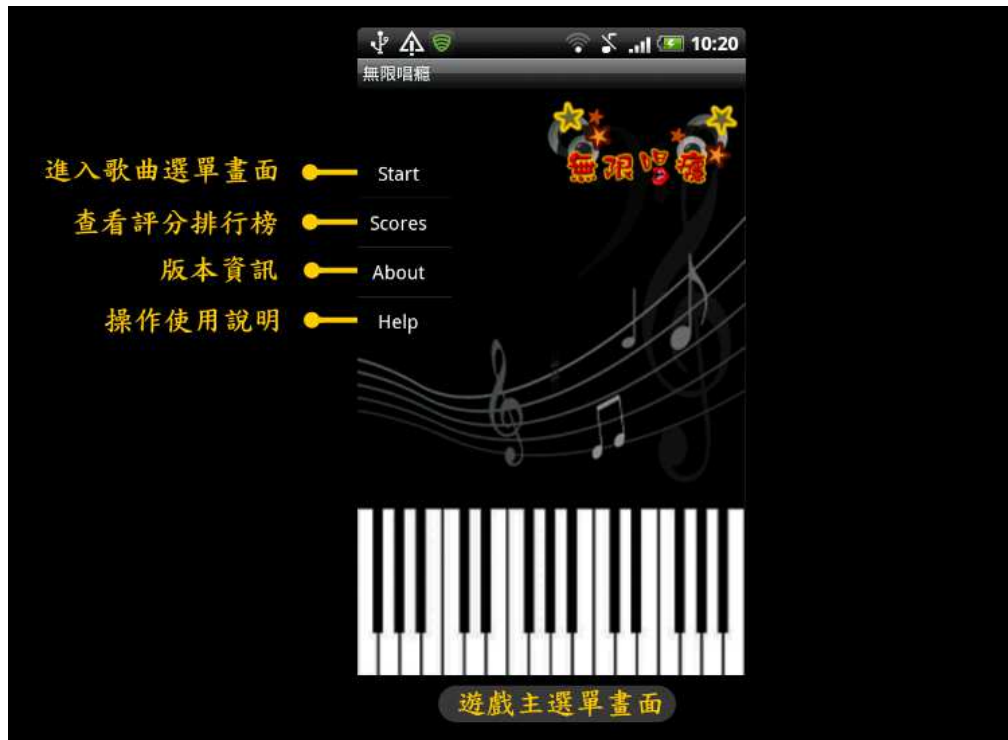 10:20
無限唱癮
無限唱癮
進入歌曲選單畫面 Start
查看評分排行榜 Scores
版本資訊 About
操作使用說明 Help
遊戲主選單畫面